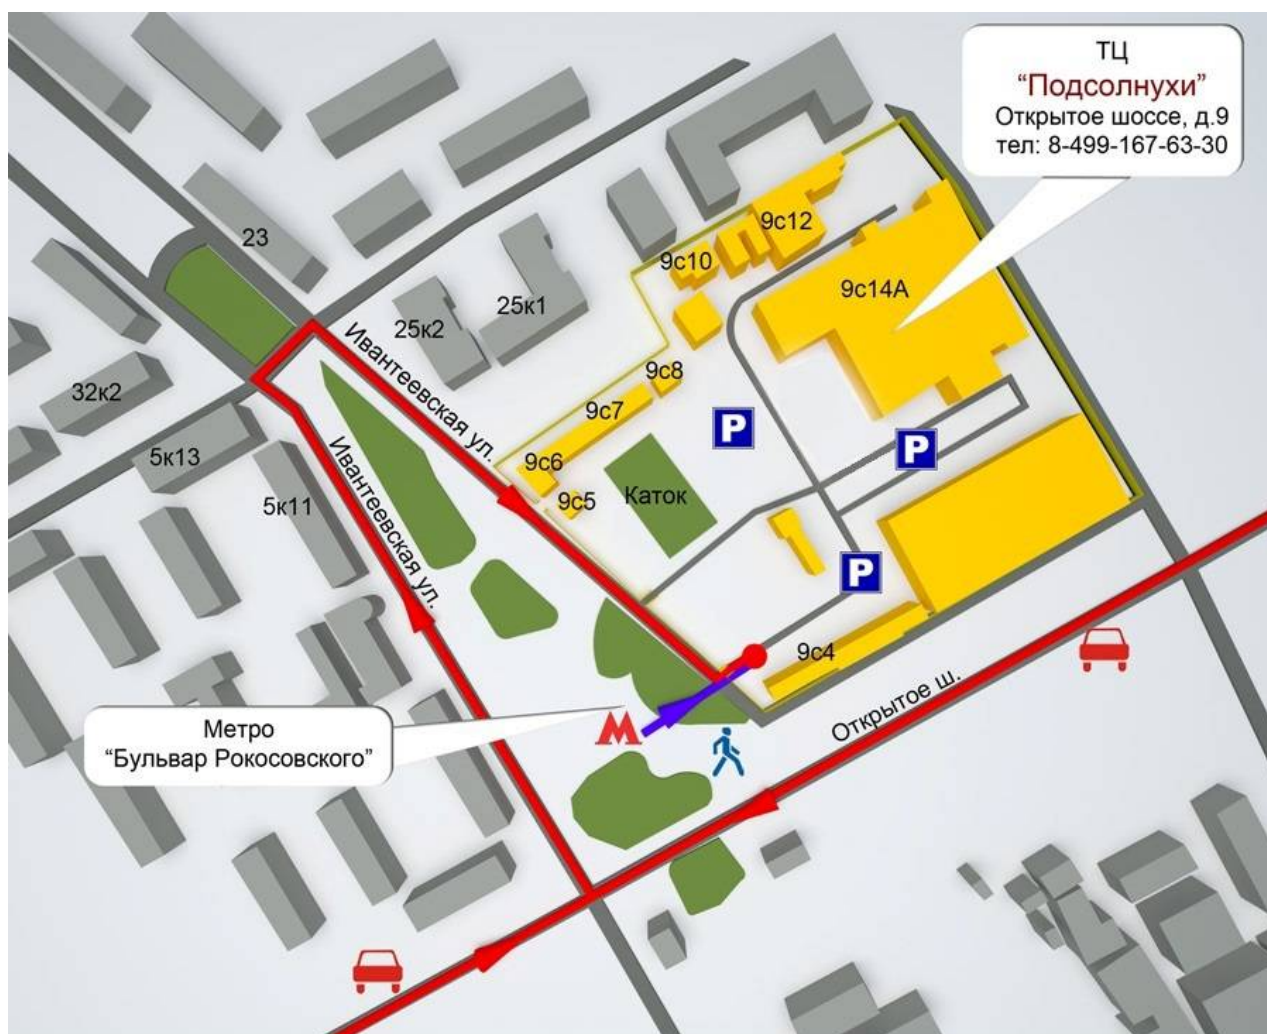 ТЦ
“Подсолнухи”
Открытое шоссе, д.9
тел: 8-499-167-63-30
9с12
23
9с10
9с14А
25к1
25к2
Ивантеевская ул.
9с8
32к2
9с7
P
5к13
9с6
P
Ивантеевская ул.
5к11
9с5
Каток
P
9с4
Открытое ш.
Метро
“Бульвар Рокосовского”
М